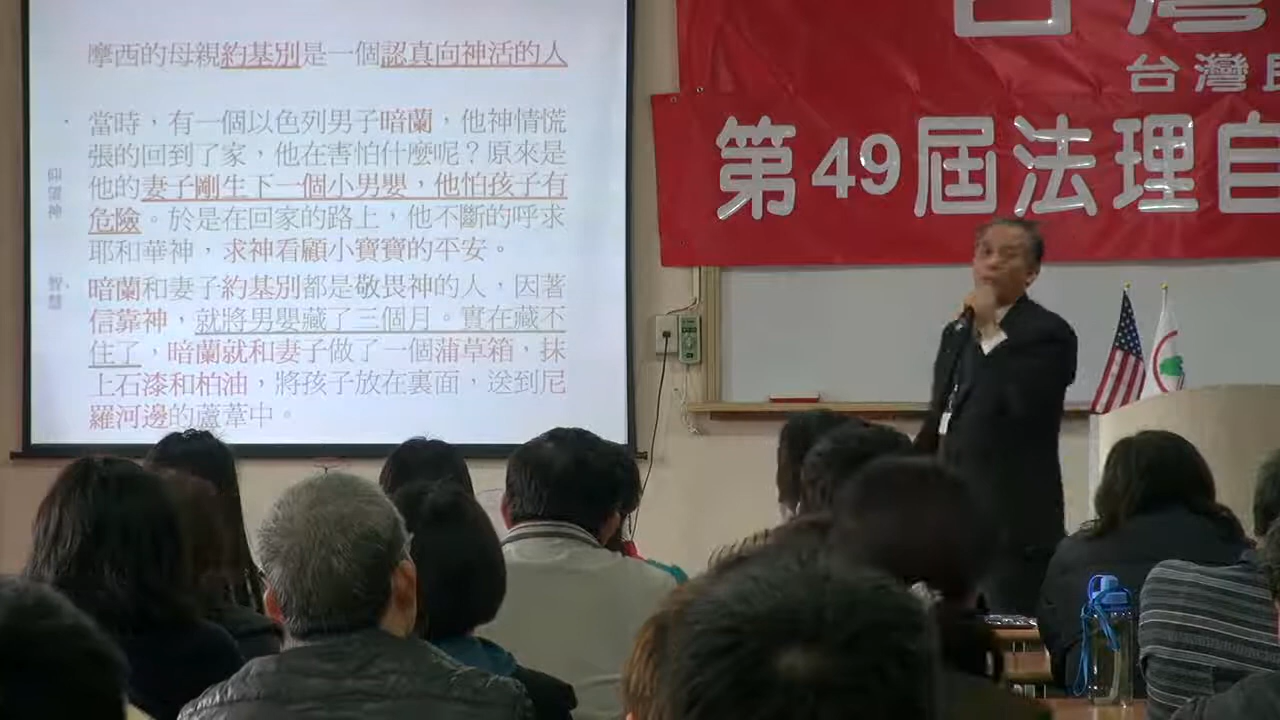 摩西的母親約基別是一個認真向神活的人
當時，有一個以色列男子暗蘭，他神情慌
張的回到了家，他在害怕什麼呢？原來是
他的妻子剛生下一個小男嬰，他怕孩子有
危險。於是在回家的路上，他不斷的呼求
耶和華神，求神看顧小寶寶的平安。
暗蘭和妻子約基別都是敬畏神的人，因著
信靠神，就將男嬰藏了三個月。實在藏不
住了，暗蘭就和妻子做了一個蒲草箱，抹
上石漆和柏油，將孩子放在裏面，送到尼
羅河邊的蘆葦中。
仰望神
智慧
台灣
台灣民
第49屆法理自